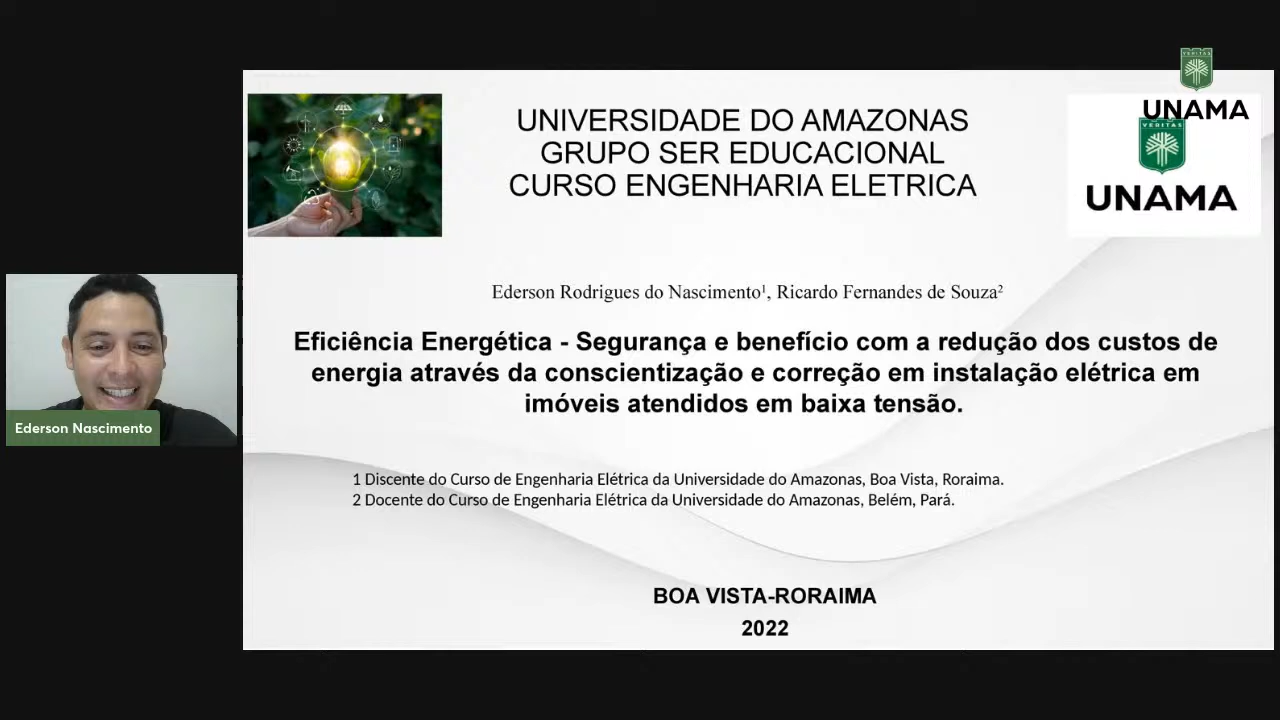 UNIVERSIDADE DO AMAZONAS
GRUPO SER EDUCACIONAL
CURSO ENGENHARIA ELETRICA
VERITAS
UNAMA
VERITAS
UNAMA
Ederson Rodrigues do Nascimento¹, Ricardo Fernandes de Souza²
Eficiência Energética - Segurança e benefício com a redução dos custos de
energia através da conscientização e correção em instalação elétrica em
imóveis atendidos em baixa tensão.
Ederson Nascimento
1 Discente do Curso de Engenharia Elétrica da Universidade do Amazonas, Boa Vista, Roraima.
2 Docente do Curso de Engenharia Elétrica da Universidade do Amazonas, Belém, Pará.
BOA VISTA-RORAIMA
2022